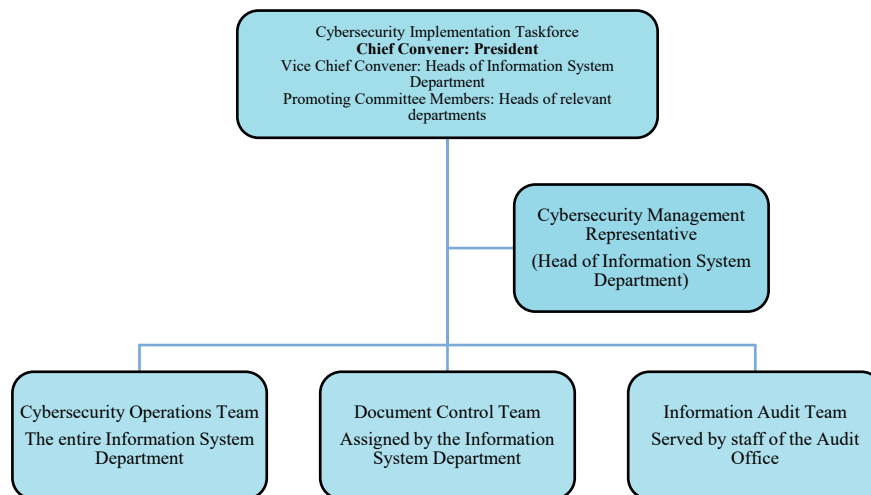 Cybersecurity Implementation Taskforce
Chief Convener: President
Vice Chief Convener: Heads of Information System
Department
Promoting Committee Members: Heads of relevant
departments
Cybersecurity Management
Representative
(Head of Information System
Department)
Cybersecurity Operations Team
The entire Information System
Department
Document Control Team
Assigned by the Information
System Department
Information Audit Team
Served by staff of the Audit
Office